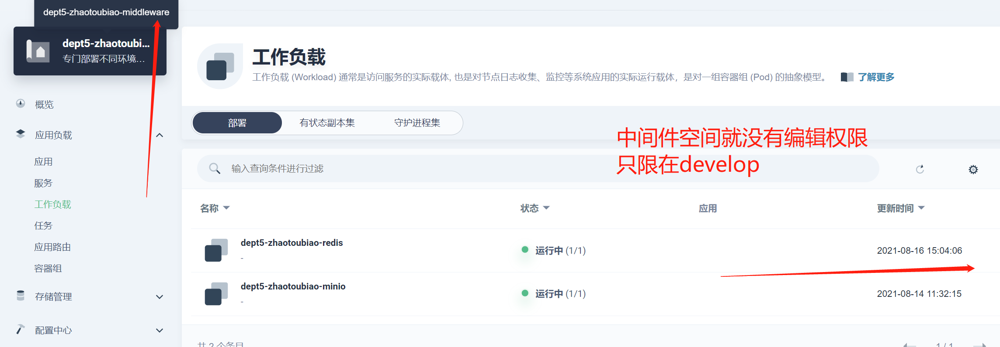 dept5-zhaotoubiao-middleware
dept5-zhaotoubi...
专门部署不同环境...
概览
应用负载
应用
服务
工作负载
任务
应用路由
容器组
存储管理
配置中心
工作负载
工作负载 (Workload) 通常是访问服务的实际载体, 也是对节点日志收集、监控等系统应用的实际运行载体，是对一组容器组 (Pod) 的抽象模型。 了解更多
部署 有状态副本集 守护进程集
中间件空间就没有编辑权限
只限在develop
输入查询条件进行过滤
名称 状态 应用 更新时间
dept5-zhaotoubiao-redis
-
运行中 (1/1)
2021-08-16 15:04:06
dept5-zhaotoubiao-minio
-
运行中 (1/1)
2021-08-14 11:32:15
共 2 个条目
1 / 1